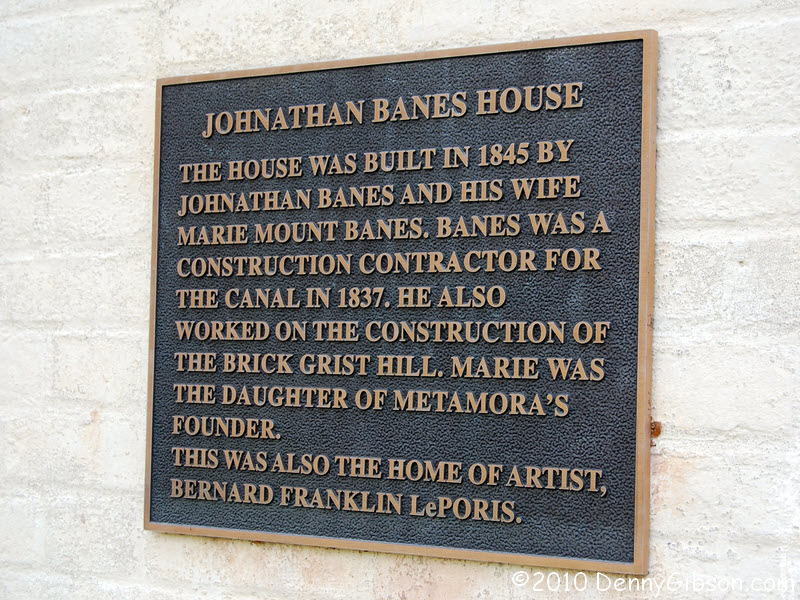 JOHNATHAN BANES HOUSE
THE HOUSE WAS BUILT IN 1845 BY
JOHNATHAN BANES AND HIS WIFE
MARIE MOUNT BANES. BANES WAS A
CONSTRUCTION CONTRACTOR FOR
THE CANAL IN 1837. HE ALSO
WORKED ON THE CONSTRUCTION OF
THE BRICK GRIST HILL. MARIE WAS
THE DAUGHTER OF METAMORA'S
FOUNDER.
THIS WAS ALSO THE HOME OF ARTIST,
BERNARD FRANKLIN LePORIS.
©2010 DennyGibson.com